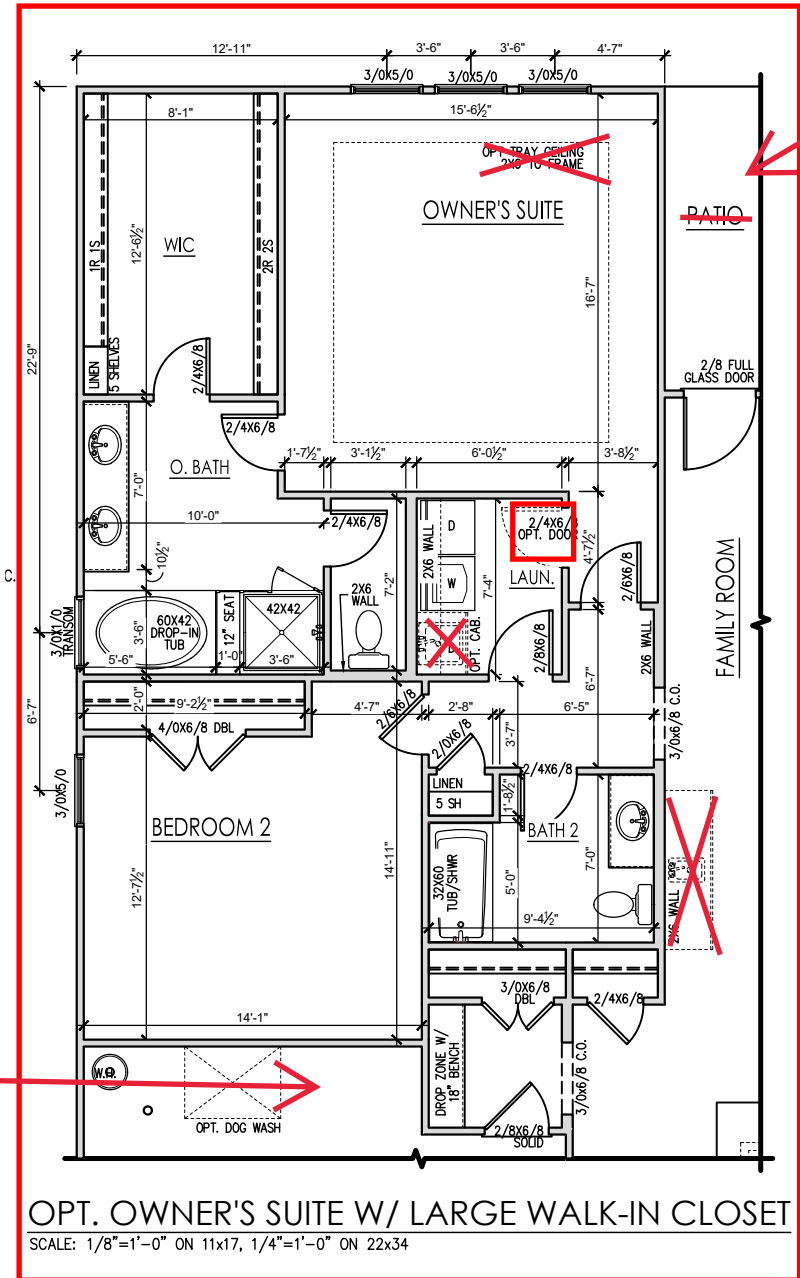 12'-11"
3'-6"
3'-6"
4'-7"
3/0X5/0
3/0X5/0
3/0X5/0
8'-1"
15'-6½"
OPT TRAY CEILING
2X6 TO FRAME
OWNER'S SUITE
PATIO
12'-6½"
1R 1S
WIC
2R 2S
16'-7"
22'-9"
LINEN
5 SHELVES
2/4X6/8
2/8 FULL
GLASS DOOR
2/4X6/8
1'-7½"
3'-1½"
6'-0½"
3'-8½"
O. BATH
7'-0"
10'-0"
2/4X6/8
2X6 WALL
D
2/4X6/8
OPT. DOOR
4'-7½"
10½"
C.
W
LAUN.
7'-4"
7'-2"
2X6
WALL
2/6X6/8
FAMILY ROOM
3/0X1/0
TRANSOM
3'-6"
60X42
DROP-IN
TUB
12" SEAT
42X42
OPT. CAB.
2/8X6/8
2X6 WALL
5'-6"
1'-0"
3'-6"
6'-7"
6'-7"
2'-0"
9'-2½"
4'-7"
2/6X6/8
2'-8"
6'-5"
4/0X6/8 DBL
2/0X6/8
3'-7"
3/0x6/8 C.O.
2/4X6/8
3/0X5/0
LINEN
5 SH
1'-8½"
BEDROOM 2
BATH 2
14'-11"
12'-7½"
32X60
TUB/SHWR
5'-0"
7'-0"
9'-4½"
2X6 WALL
3/0X6/8
DBL
2/4X6/8
14'-1"
DROP ZONE W/
18" BENCH
3/0x6/8 C.O.
W.H.
OPT. DOG WASH
2/8X6/8
SOLID
OPT. OWNER'S SUITE W/ LARGE WALK-IN CLOSET
SCALE: 1/8"=1'-0" ON 11x17, 1/4"=1'-0" ON 22x34